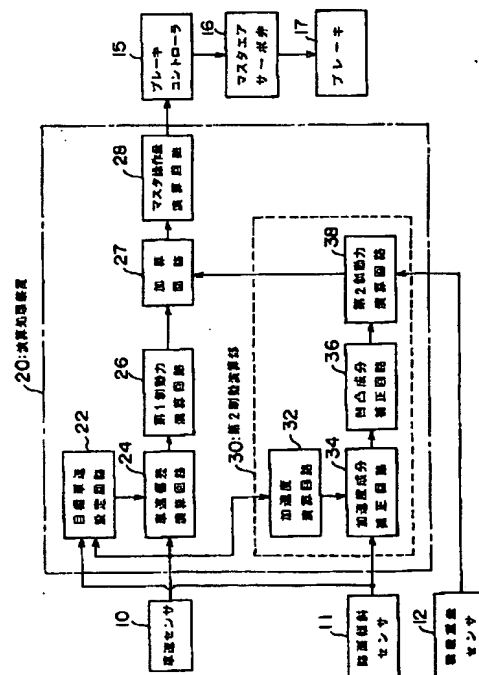 20:演算処理装置
10
車速センサ
11
路面傾斜
センサ
12
積載重量
センサ
22
目標車速
設定回路
24
車速偏差
演算回路
26
第1制動力
演算回路
27
加算
回路
28
マスタ操作量
演算回路
15
ブレーキ
コントローラ
16
マスタエア
サーボ弁
17
ブレーキ
30:第2制動演算部
32
加速度
演算回路
34
加速度成分
補正回路
36
凹凸成分
補正回路
38
第2制動力
演算回路